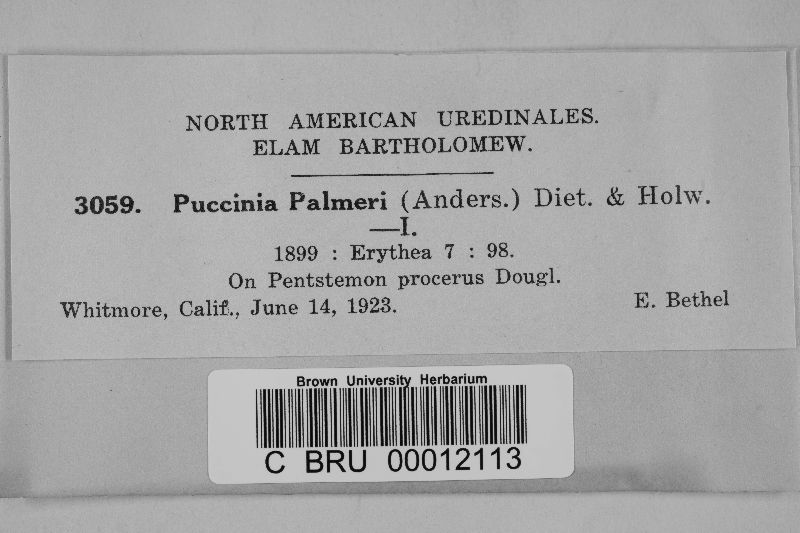 NORTH AMERICAN UREDINALES.
ELAM BARTHOLOMEW.
3059. Puccinia Palmeri (Anders.) Diet. & Holw.
—I.
1899 : Erythea 7 : 98.
On Pentstemon procerus Dougl.
Whitmore, Calif., June 14, 1923. E. Bethel
Brown University Herbarium
C BRU 00012113